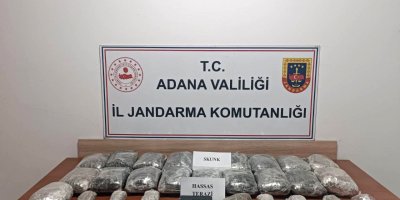 T.C.
ADANA VALİLİĞİ
İL JANDARMA KOMUTANLIĞI
SKUNK
HASSAS
TERAZİ